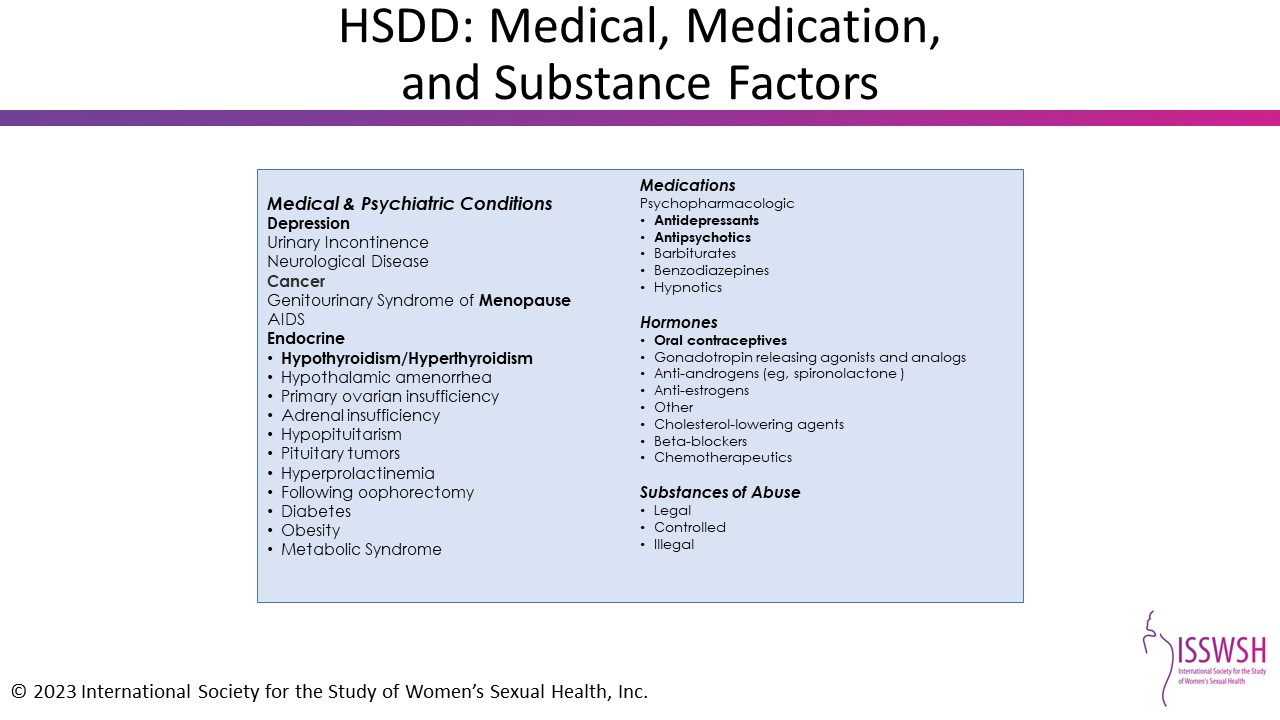 HSDD: Medical, Medication,
and Substance Factors
Medical & Psychiatric Conditions
Depression
Urinary Incontinence
Neurological Disease
Cancer
Genitourinary Syndrome of Menopause
AIDS
Endocrine
• Hypothyroidism/Hyperthyroidism
• Hypothalamic amenorrhea
• Primary ovarian insufficiency
• Adrenal insufficiency
• Hypopituitarism
• Pituitary tumors
• Hyperprolactinemia
• Following oophorectomy
• Diabetes
• Obesity
• Metabolic Syndrome
Medications
Psychopharmacologic
• Antidepressants
• Antipsychotics
• Barbiturates
• Benzodiazepines
• Hypnotics
Hormones
• Oral contraceptives
• Gonadotropin releasing agonists and analogs
• Anti-androgens (eg, spironolactone )
• Anti-estrogens
• Other
• Cholesterol-lowering agents
• Beta-blockers
• Chemotherapeutics
Substances of Abuse
• Legal
• Controlled
• Illegal
ISSWSH
International Society for the Study
of Women's Sexual Health
© 2023 International Society for the Study of Women’s Sexual Health, Inc.